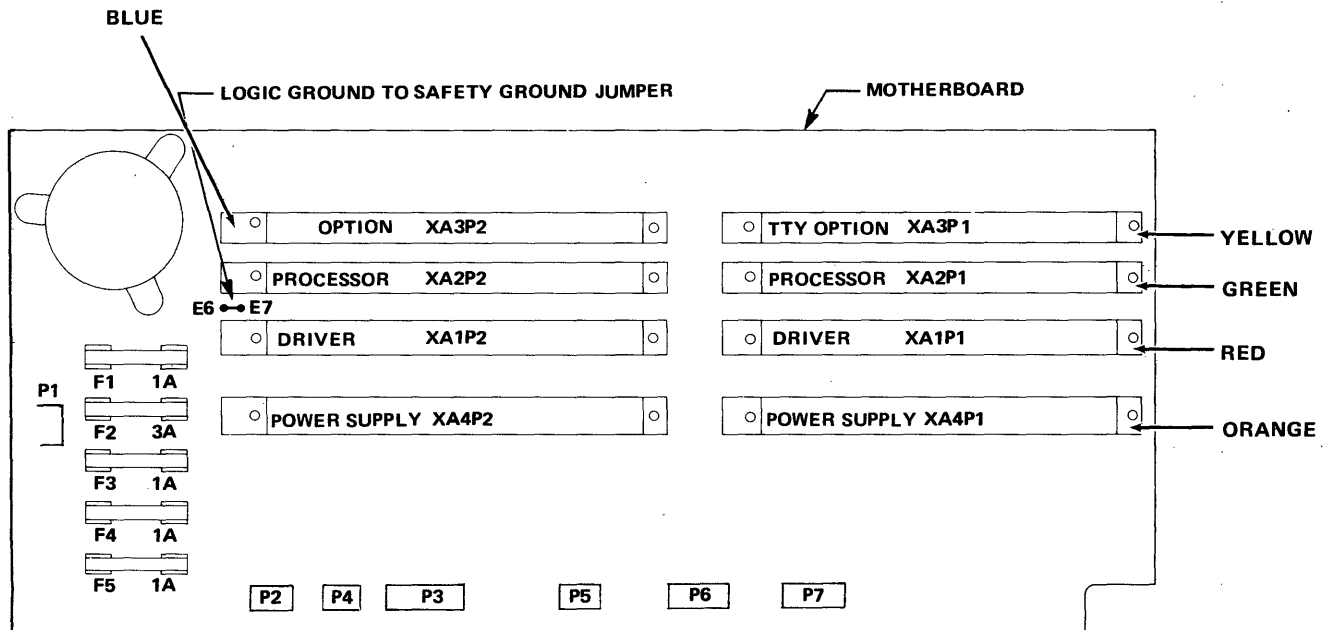 BLUE
LOGIC GROUND TO SAFETY GROUND JUMPER
MOTHERBOARD
OPTION XA3P2
TTY OPTION XA3P1
YELLOW
PROCESSOR XA2P2
PROCESSOR XA2P1
GREEN
E6 E7
DRIVER XA1P2
DRIVER XA1P1
RED
F1 1A
P1
F2 3A
POWER SUPPLY XA4P2
POWER SUPPLY XA4P1
ORANGE
F3 1A
F4 1A
F5 1A
P2 P4 P3 P5 P6 P7